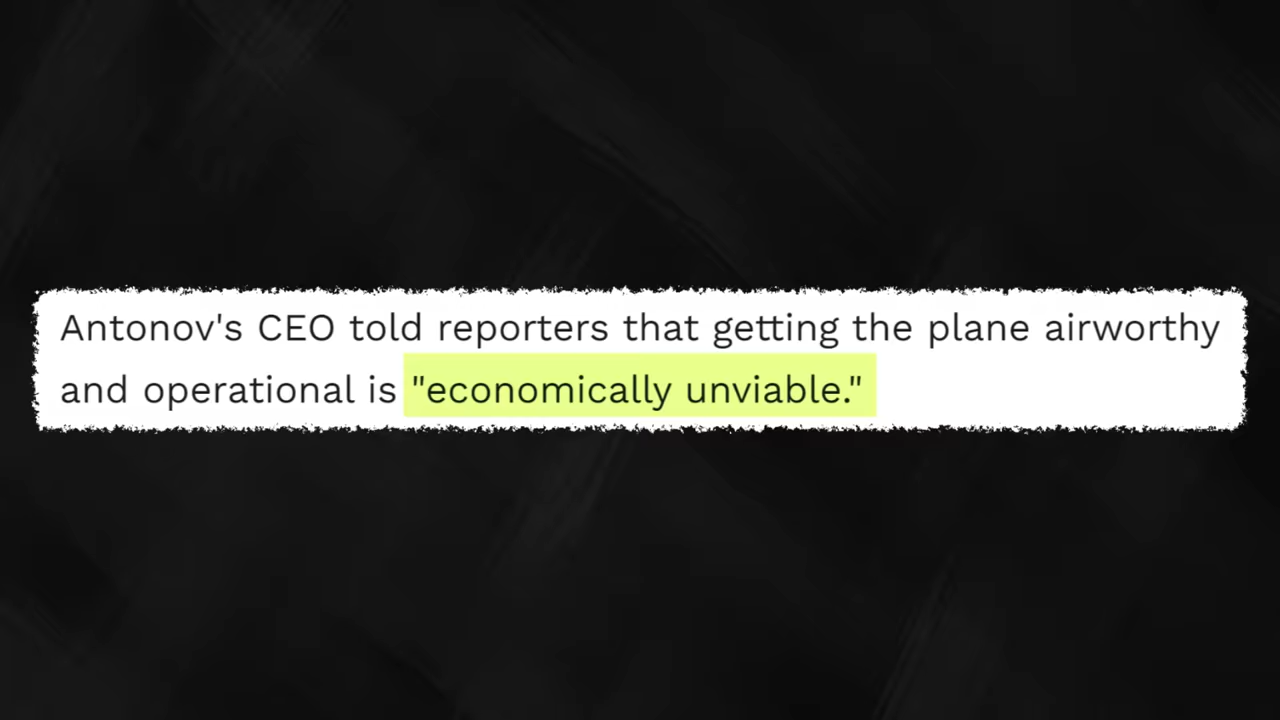 Antonov's CEO told reporters that getting the plane airworthy
and operational is "economically unviable."